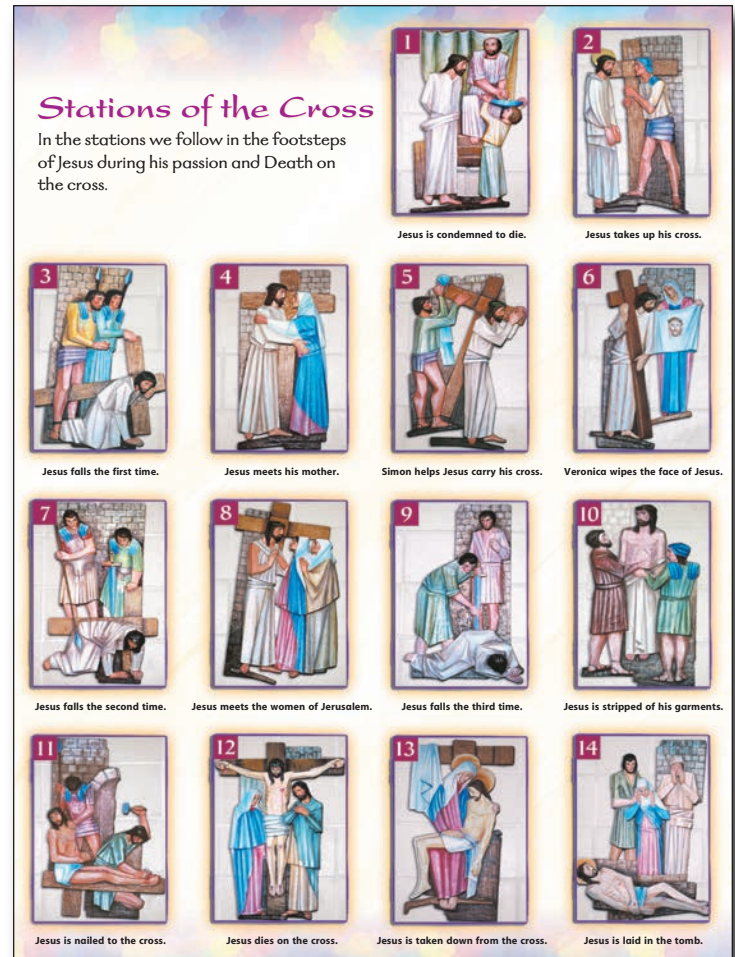 Stations of the Cross
In the stations we follow in the footsteps
of Jesus during his passion and Death on
the cross.
1
Jesus is condemned to die.
2
Jesus takes up his cross.
3
Jesus falls the first time.
4
Jesus meets his mother.
5
Simon helps Jesus carry his cross.
6
Veronica wipes the face of Jesus.
7
Jesus falls the second time.
8
Jesus meets the women of Jerusalem.
9
Jesus falls the third time.
10
Jesus is stripped of his garments.
11
Jesus is nailed to the cross.
12
Jesus dies on the cross.
13
Jesus is taken down from the cross.
14
Jesus is laid in the tomb.